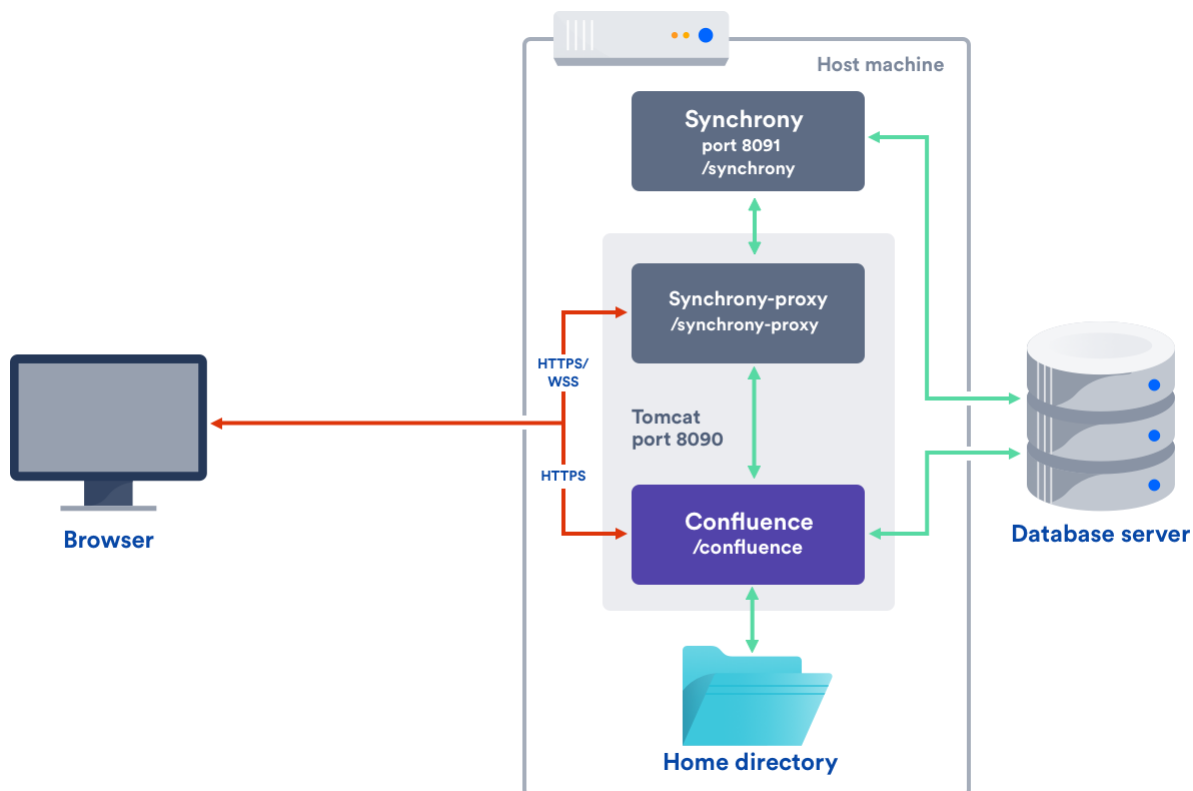 Host machine
Synchrony
port 8091
/synchrony
Synchrony-proxy
/synchrony-proxy
HTTPS/
WSS
Tomcat
port 8090
HTTPS
Confluence
/confluence
Browser
Database server
Home directory